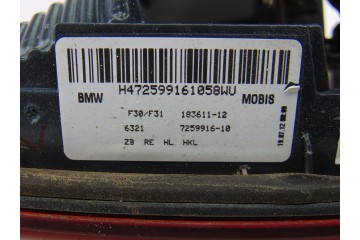 H472599161058WU
BMW MOBIS
F30/F31 183611-12
6321 7259916-10
ZB RE HL HKL